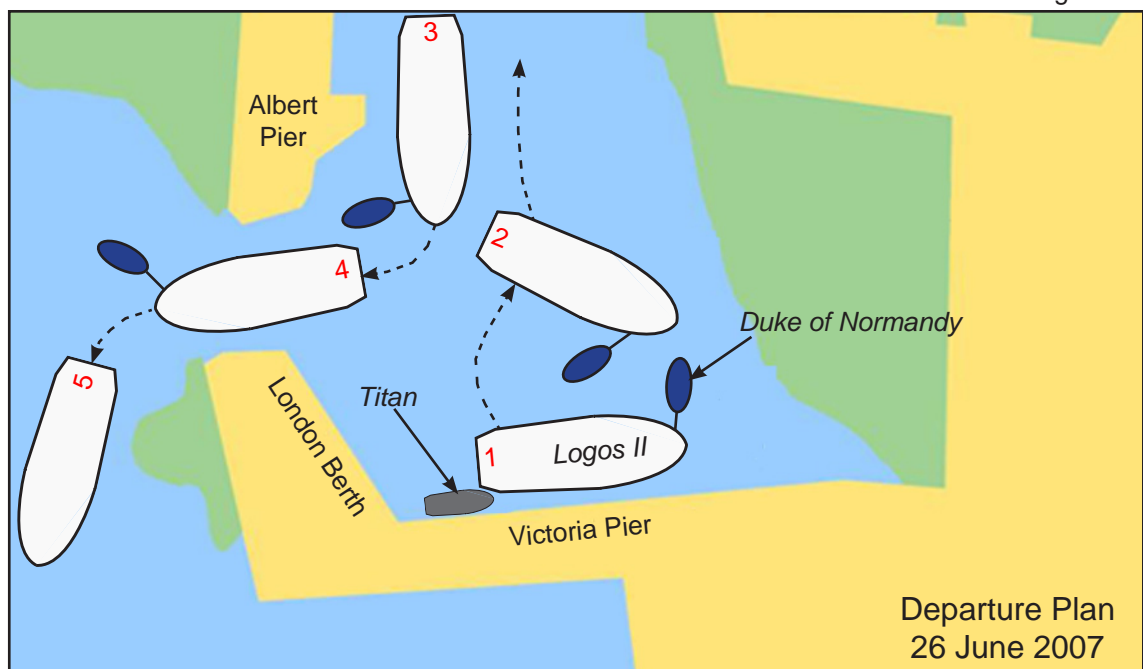 3
Albert
Pier
2
4
Duke of Normandy
5
Titan
London Berth
1
Logos II
Victoria Pier
Departure Plan
26 June 2007